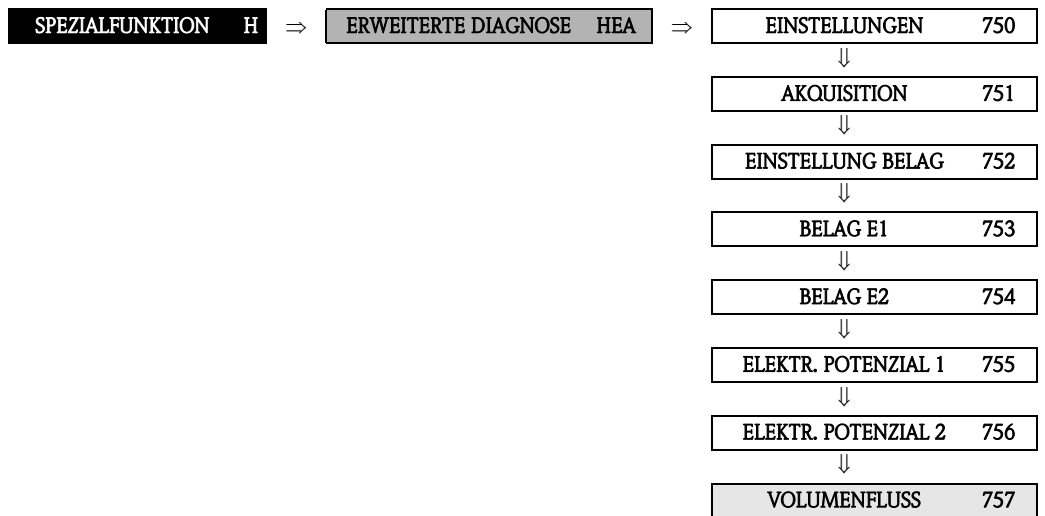 SPEZIALFUNKTION H ⇒ ERWEITERTE DIAGNOSE HEA ⇒ EINSTELLUNGEN 750
⇓
AKQUISITION 751
⇓
EINSTELLUNG BELAG 752
⇓
BELAG E1 753
⇓
BELAG E2 754
⇓
ELEKTR. POTENZIAL 1 755
⇓
ELEKTR. POTENZIAL 2 756
⇓
VOLUMENFLUSS 757